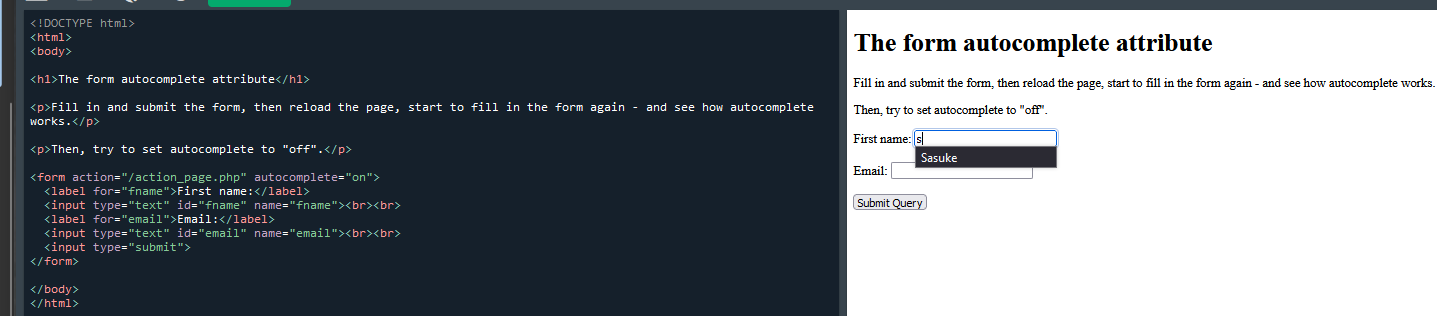 <!DOCTYPE html>
<html>
<body>
<h1>The form autocomplete attribute</h1>
<p>Fill in and submit the form, then reload the page, start to fill in the form again - and see how autocomplete
works.</p>
<p>Then, try to set autocomplete to "off".</p>
<form action="/action_page.php" autocomplete="on">
  <label for="fname">First name:</label>
  <input type="text" id="fname" name="fname"><br><br>
  <label for="email">Email:</label>
  <input type="text" id="email" name="email"><br><br>
  <input type="submit">
</form>
</body>
</html>
The form autocomplete attribute
Fill in and submit the form, then reload the page, start to fill in the form again - and see how autocomplete works.
Then, try to set autocomplete to "off".
First name: s
Sasuke
Email:
Submit Query